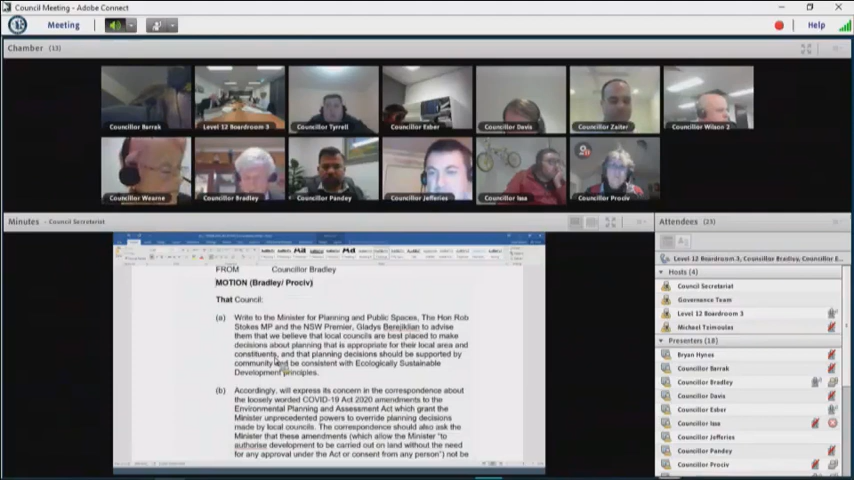 Council Meeting - Adobe Connect
Meeting
Help
Chamber (13)
Councillor Barrak
Level 12 Boardroom 3
Councillor Tyrrell
Councillor Esber
Councillor Davis
Councillor Zaiter
Councillor Wilson 2
Councillor Wearne
Councillor Bradley
Councillor Pandey
Councillor Jefferies
Councillor Issa
Councillor Prociv
Minutes - Council Secretariat
FROM Councillor Bradley
MOTION (Bradley/ Prociv)
That Council:
(a) Write to the Minister for Planning and Public Spaces, The Hon Rob
Stokes MP and the NSW Premier, Gladys Berejiklian to advise
them that we believe that local councils are best placed to make
decisions about planning that is appropriate for their local area and
constituents, and that planning decisions should be supported by
community and be consistent with Ecologically Sustainable
Development principles.
(b) Accordingly, will express its concern in the correspondence about
the loosely worded COVID-19 Act 2020 amendments to the
Environmental Planning and Assessment Act which grant the
Minister unprecedented powers to override planning decisions
made by local councils. The correspondence should also ask the
Minister that these amendments (which allow the Minister "to
authorise development to be carried out on land without the need
for any approval under the Act or consent from any person") not be
Attendees (23)
Level 12 Boardroom 3, Councillor Bradley, Councillor E...
Hosts (4)
Council Secretariat
Governance Team
Level 12 Boardroom 3
Michael Tzimoulas
Presenters (18)
Bryan Hynes
Councillor Barrak
Councillor Bradley
Councillor Davis
Councillor Esber
Councillor Issa
Councillor Jefferies
Councillor Pandey
Councillor Prociv